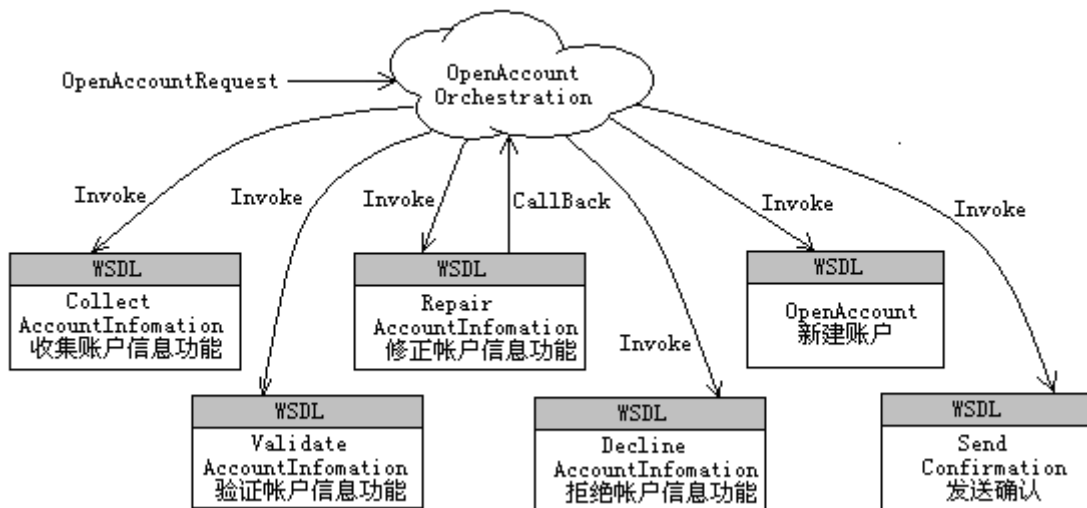 OpenAccountRequest
OpenAccount
Orchestration
Invoke
Invoke
Invoke
CallBack
Invoke
Invoke
Invoke
WSDL
Collect
AccountInfomation
收集账户信息功能
WSDL
Repair
AccountInfomation
修正帐户信息功能
WSDL
OpenAccount
新建账户
WSDL
Validate
AccountInfomation
验证帐户信息功能
WSDL
Decline
AccountInfomation
拒绝帐户信息功能
WSDL
Send
Confirmation
发送确认